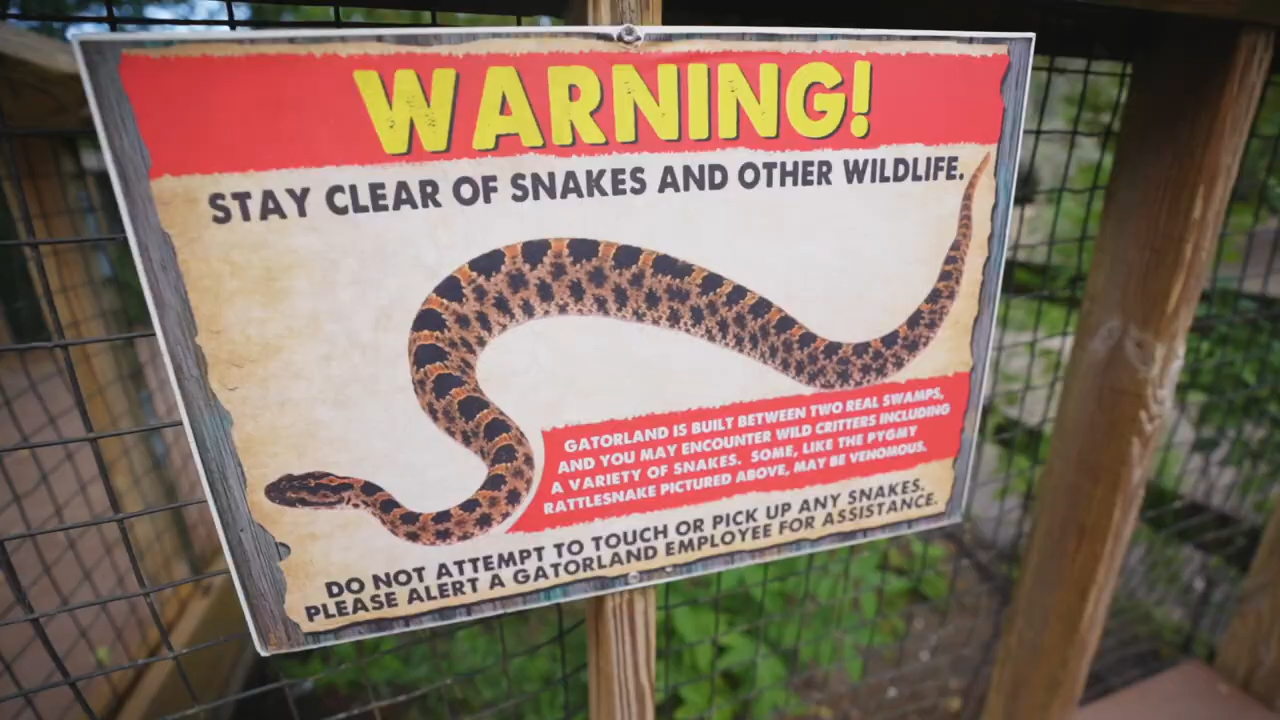 WARNING!
STAY CLEAR OF SNAKES AND OTHER WILDLIFE.
GATORLAND IS BUILT BETWEEN TWO REAL SWAMPS,
AND YOU MAY ENCOUNTER WILD CRITTERS INCLUDING
A VARIETY OF SNAKES. SOME, LIKE THE PYGMY
RATTLESNAKE PICTURED ABOVE, MAY BE VENOMOUS.
DO NOT ATTEMPT TO TOUCH OR PICK UP ANY SNAKES.
PLEASE ALERT A GATORLAND EMPLOYEE FOR ASSISTANCE.